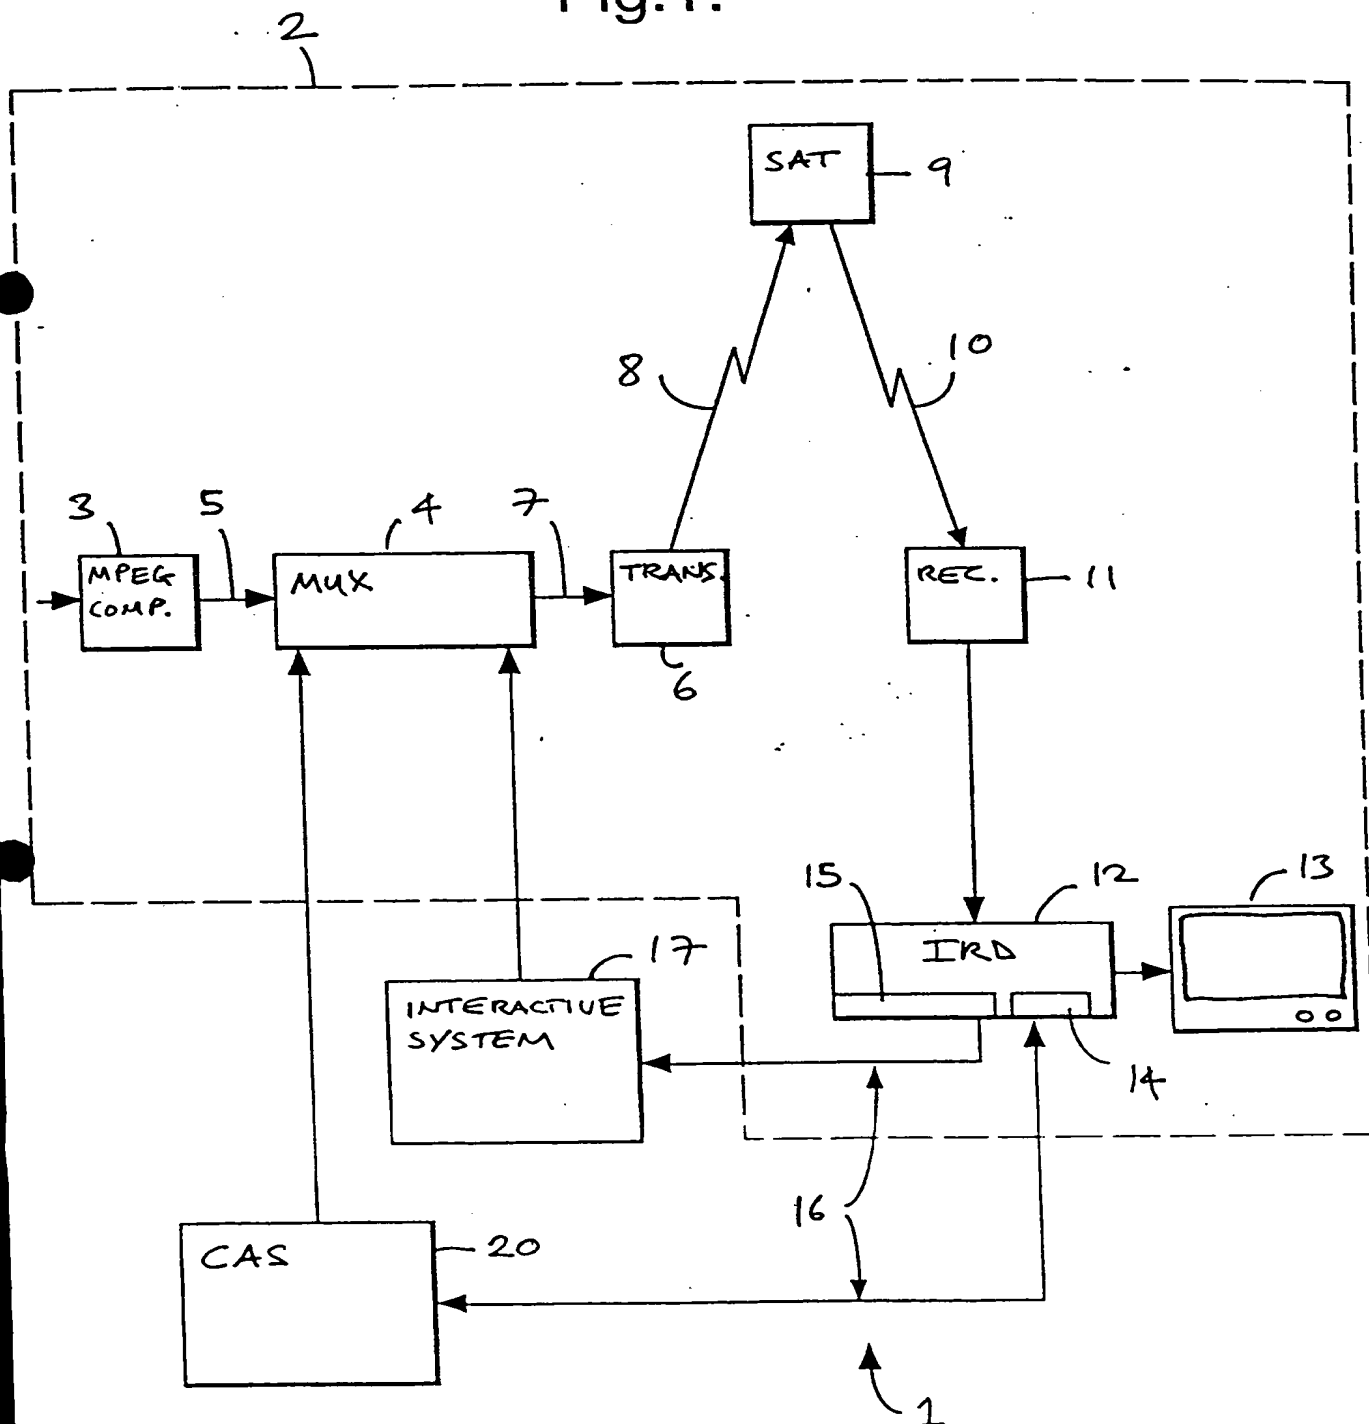 Fig.1.
2
SAT
9
8
10
3
5
4
7
MPEG
COMP.
MUX
TRANS.
REC.
11
6
15
12
13
IRD
17
INTERACTIVE
SYSTEM
14
16
CAS
20
1